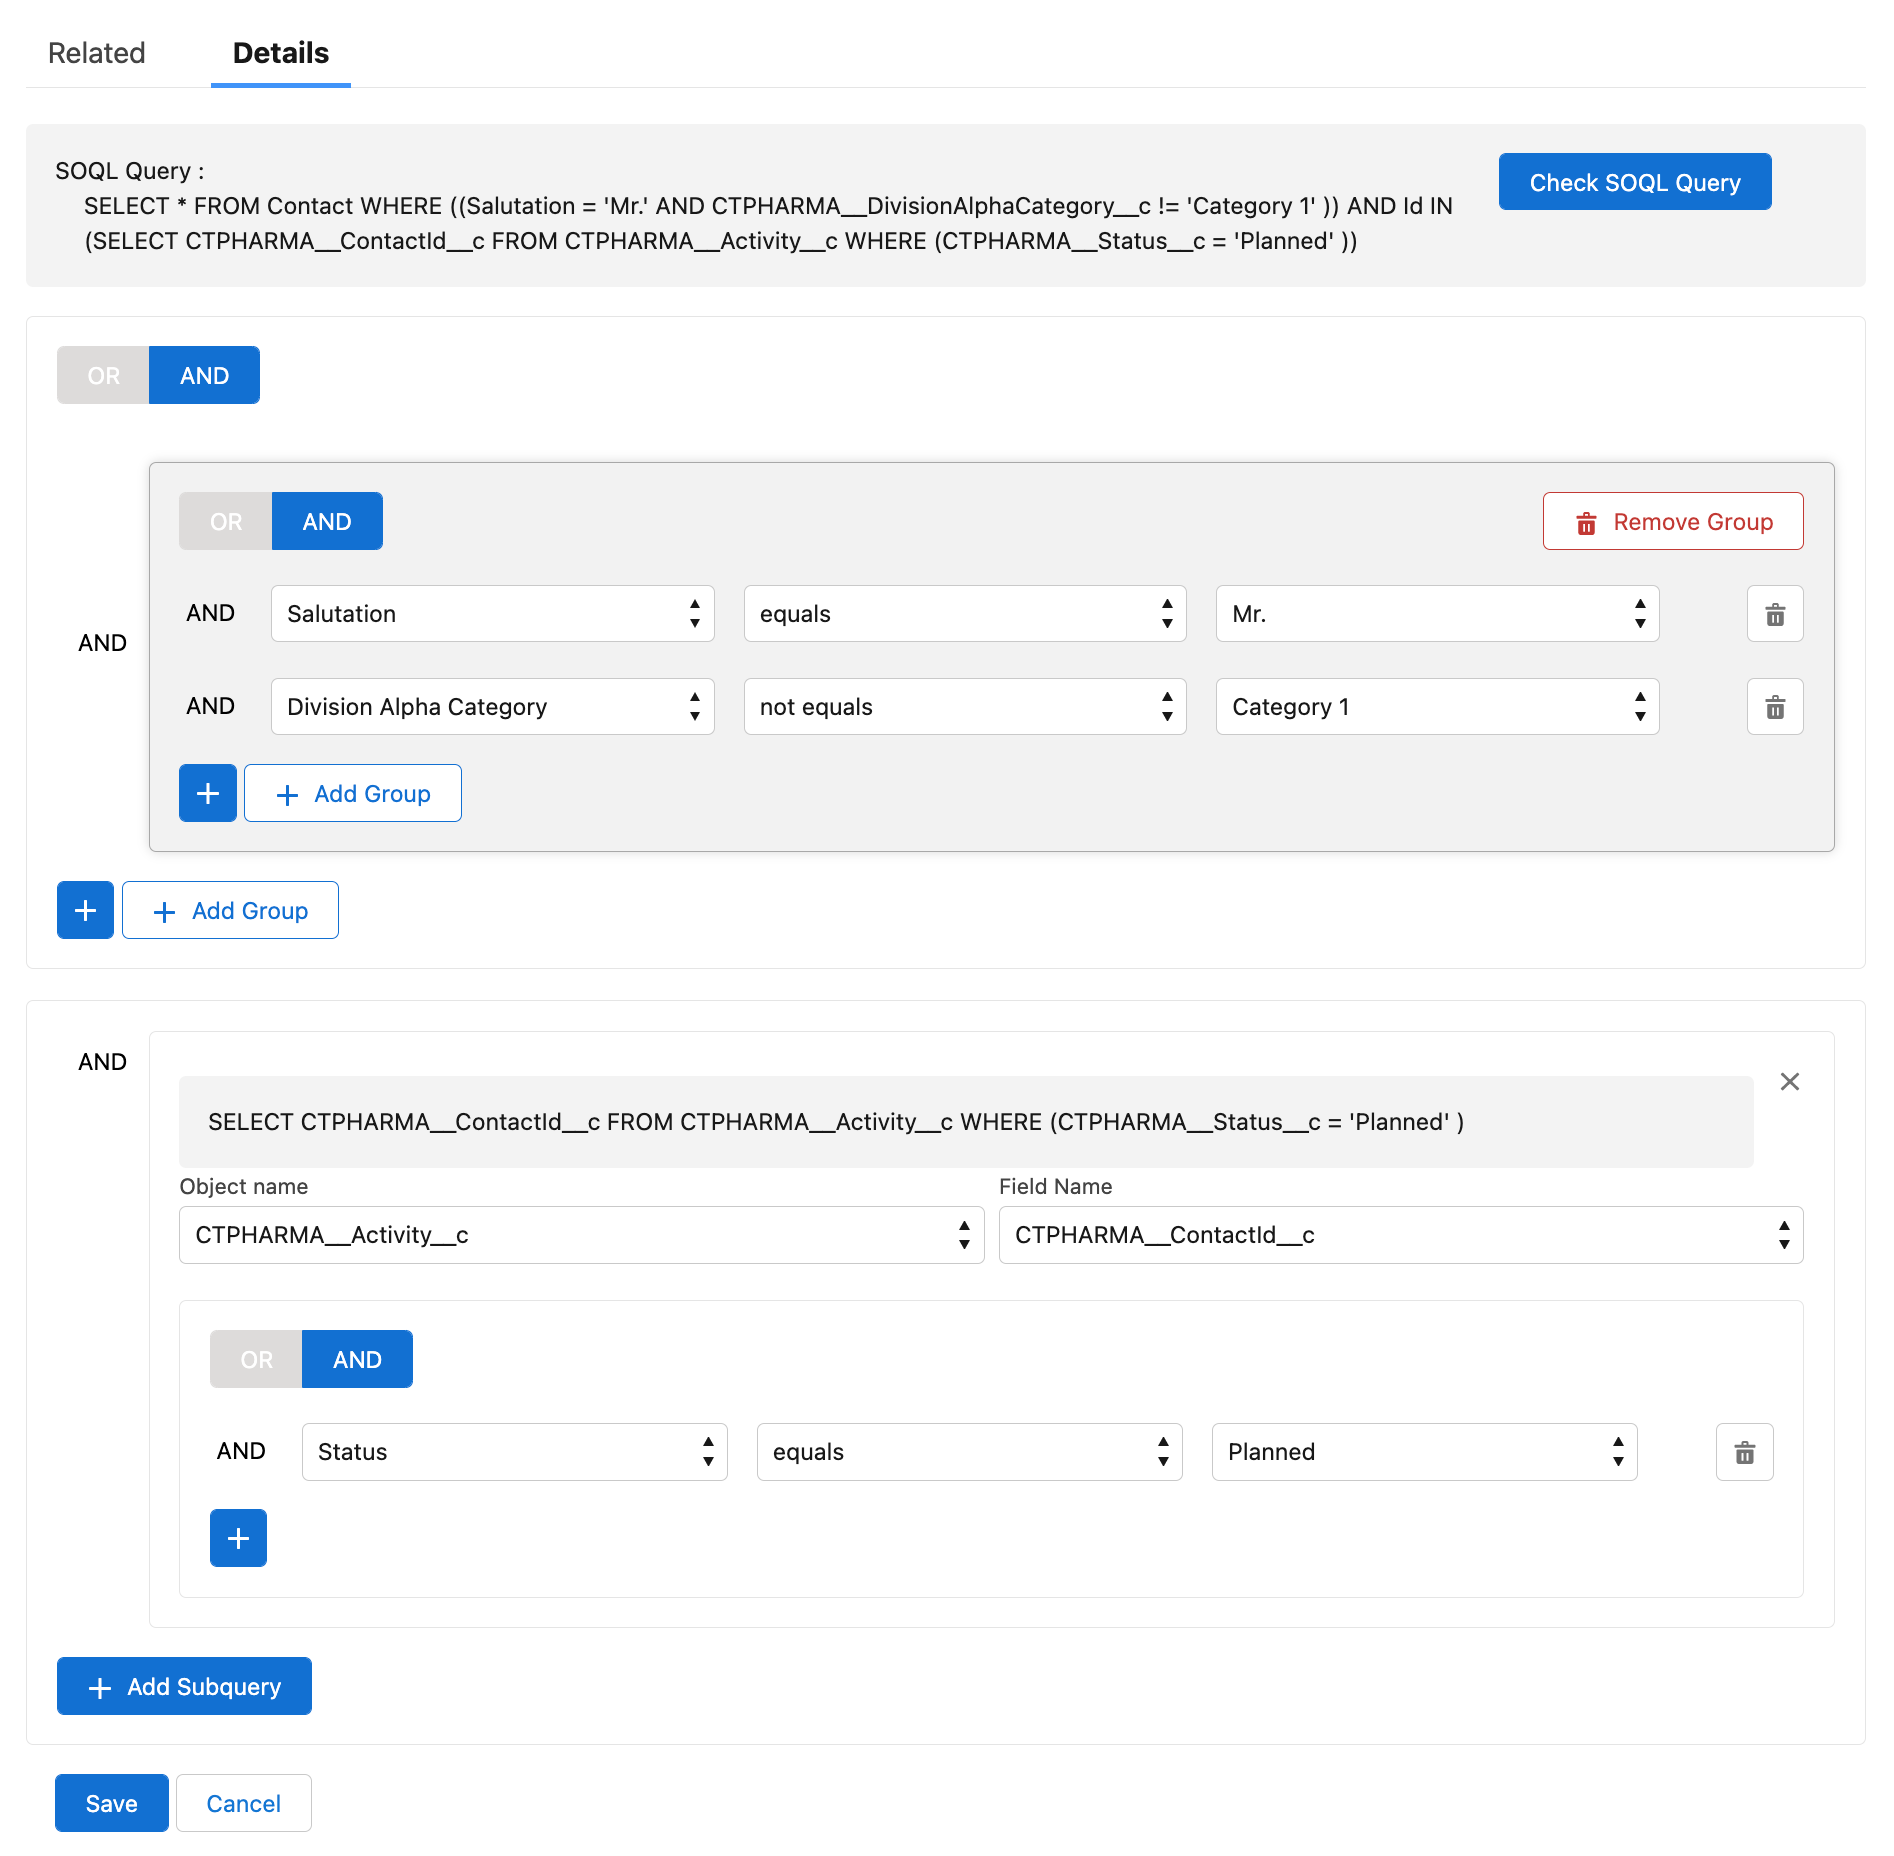 Related Details
SOQL Query :
SELECT * FROM Contact WHERE ((Salutation = 'Mr.' AND CTPHARMA__DivisionAlphaCategory__c != 'Category 1' )) AND Id IN
(SELECT CTPHARMA__ContactId__c FROM CTPHARMA__Activity__c WHERE (CTPHARMA__Status__c = 'Planned' ))
Check SOQL Query
OR AND
AND
OR AND
Remove Group
AND Salutation equals Mr.
AND Division Alpha Category not equals Category 1
+ + Add Group
+ + Add Group
AND
SELECT CTPHARMA__ContactId__c FROM CTPHARMA__Activity__c WHERE (CTPHARMA__Status__c = 'Planned' )
Object name Field Name
CTPHARMA__Activity__c CTPHARMA__ContactId__c
OR AND
AND Status equals Planned
+
+ Add Subquery
Save Cancel